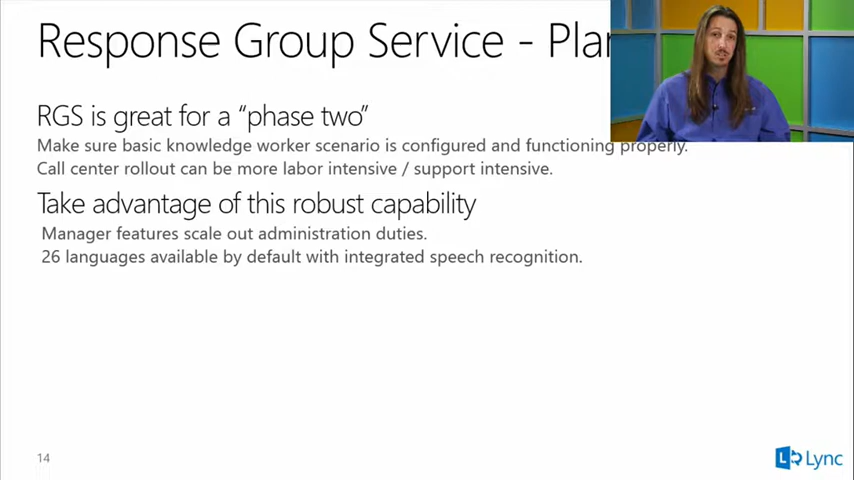 Response Group Service - Pla
RGS is great for a “phase two”
Make sure basic knowledge worker scenario is configured and functioning properly.
Call center rollout can be more labor intensive / support intensive.
Take advantage of this robust capability
Manager features scale out administration duties.
26 languages available by default with integrated speech recognition.
14
Lync